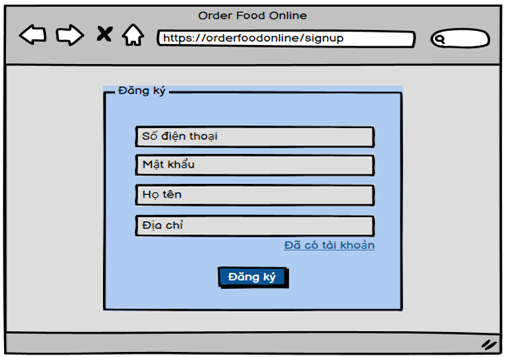 Order Food Online
https://orderfoodonline/signup
Đăng ký
Số điện thoại
Mật khẩu
Họ tên
Địa chỉ
Đã có tài khoản
Đăng ký